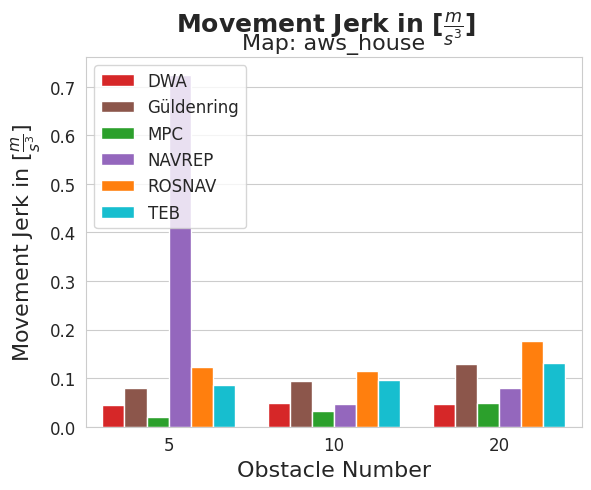 Movement Jerk in [m/s³]
Map: aws_house
Movement Jerk in [m/s³]
0.7
0.6
0.5
0.4
0.3
0.2
0.1
0.0
DWA
Güldenring
MPC
NAVREP
ROSNAV
TEB
5 10 20
Obstacle Number